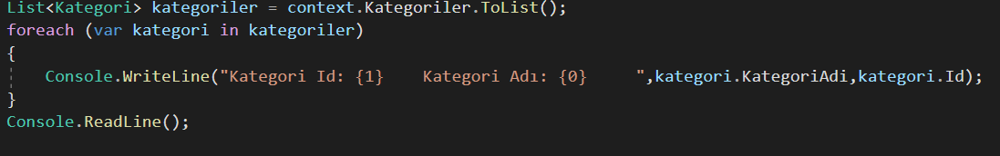 List<Kategori> kategoriler = context.Kategoriler.ToList();
foreach (var kategori in kategoriler)
{
    Console.WriteLine("Kategori Id: {1}    Kategori Adı: {0}     ",kategori.KategoriAdi,kategori.Id);
}
Console.ReadLine();